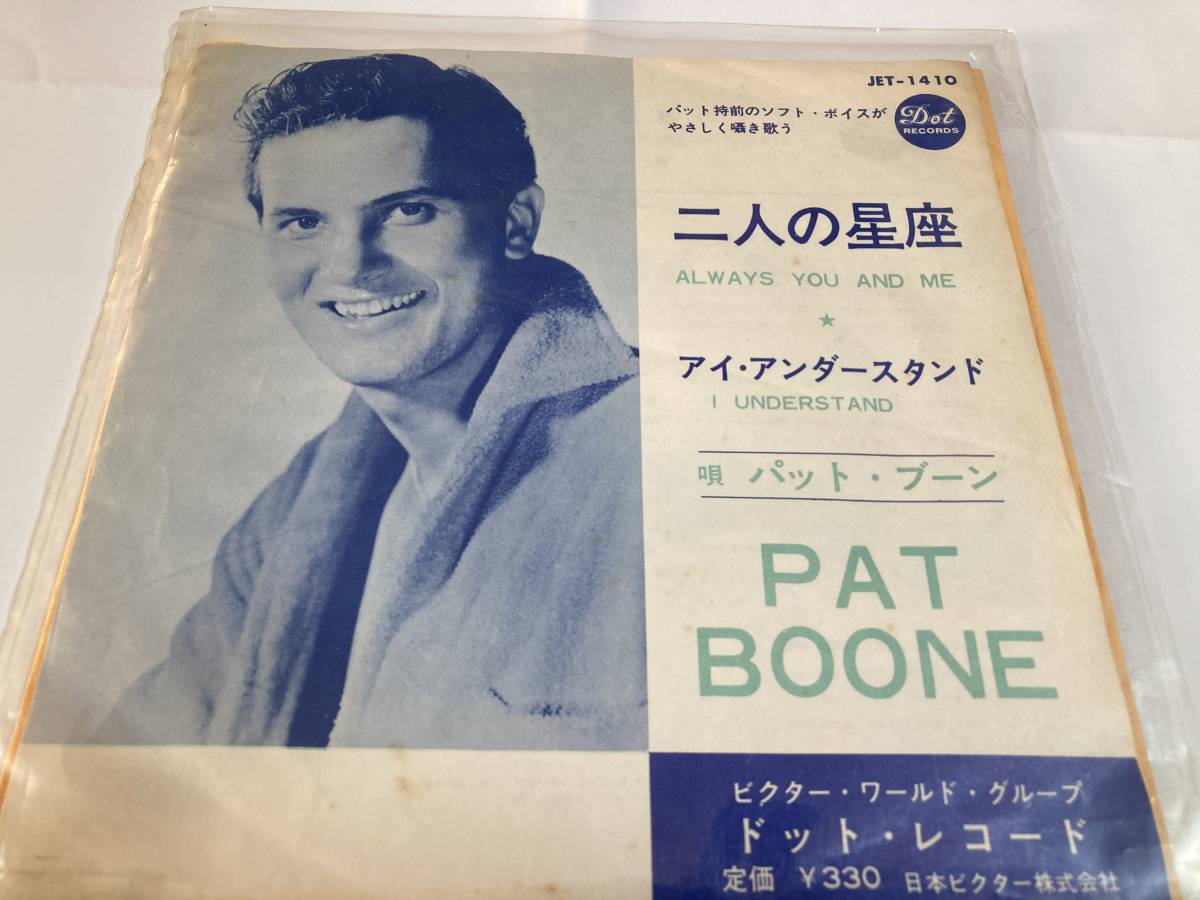 JET-1410
パット持前のソフト・ボイスが
やさしく囁き歌う
Dot
RECORDS
二人の星座
ALWAYS YOU AND ME
★
アイ・アンダースタンド
I UNDERSTAND
唄 パット・ブーン
PAT
BOONE
ビクター・ワールド・グループ
ドット・レコード
定価 ¥330 日本ビクター株式会社